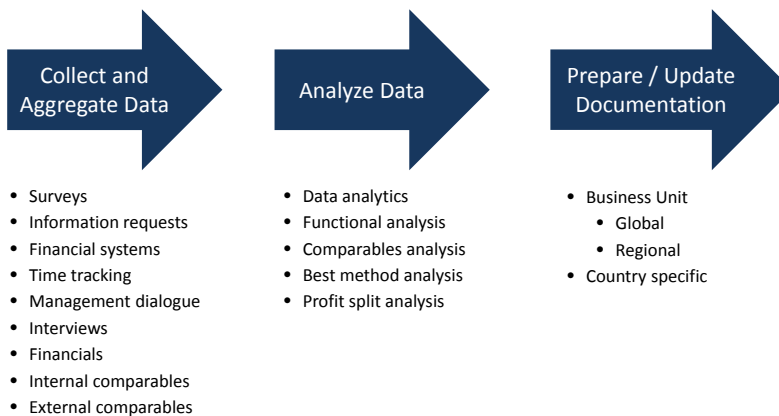 Collect and
Aggregate Data
Analyze Data
Prepare / Update
Documentation
• Surveys
• Information requests
• Financial systems
• Time tracking
• Management dialogue
• Interviews
• Financials
• Internal comparables
• External comparables
• Data analytics
• Functional analysis
• Comparables analysis
• Best method analysis
• Profit split analysis
• Business Unit
• Global
• Regional
• Country specific